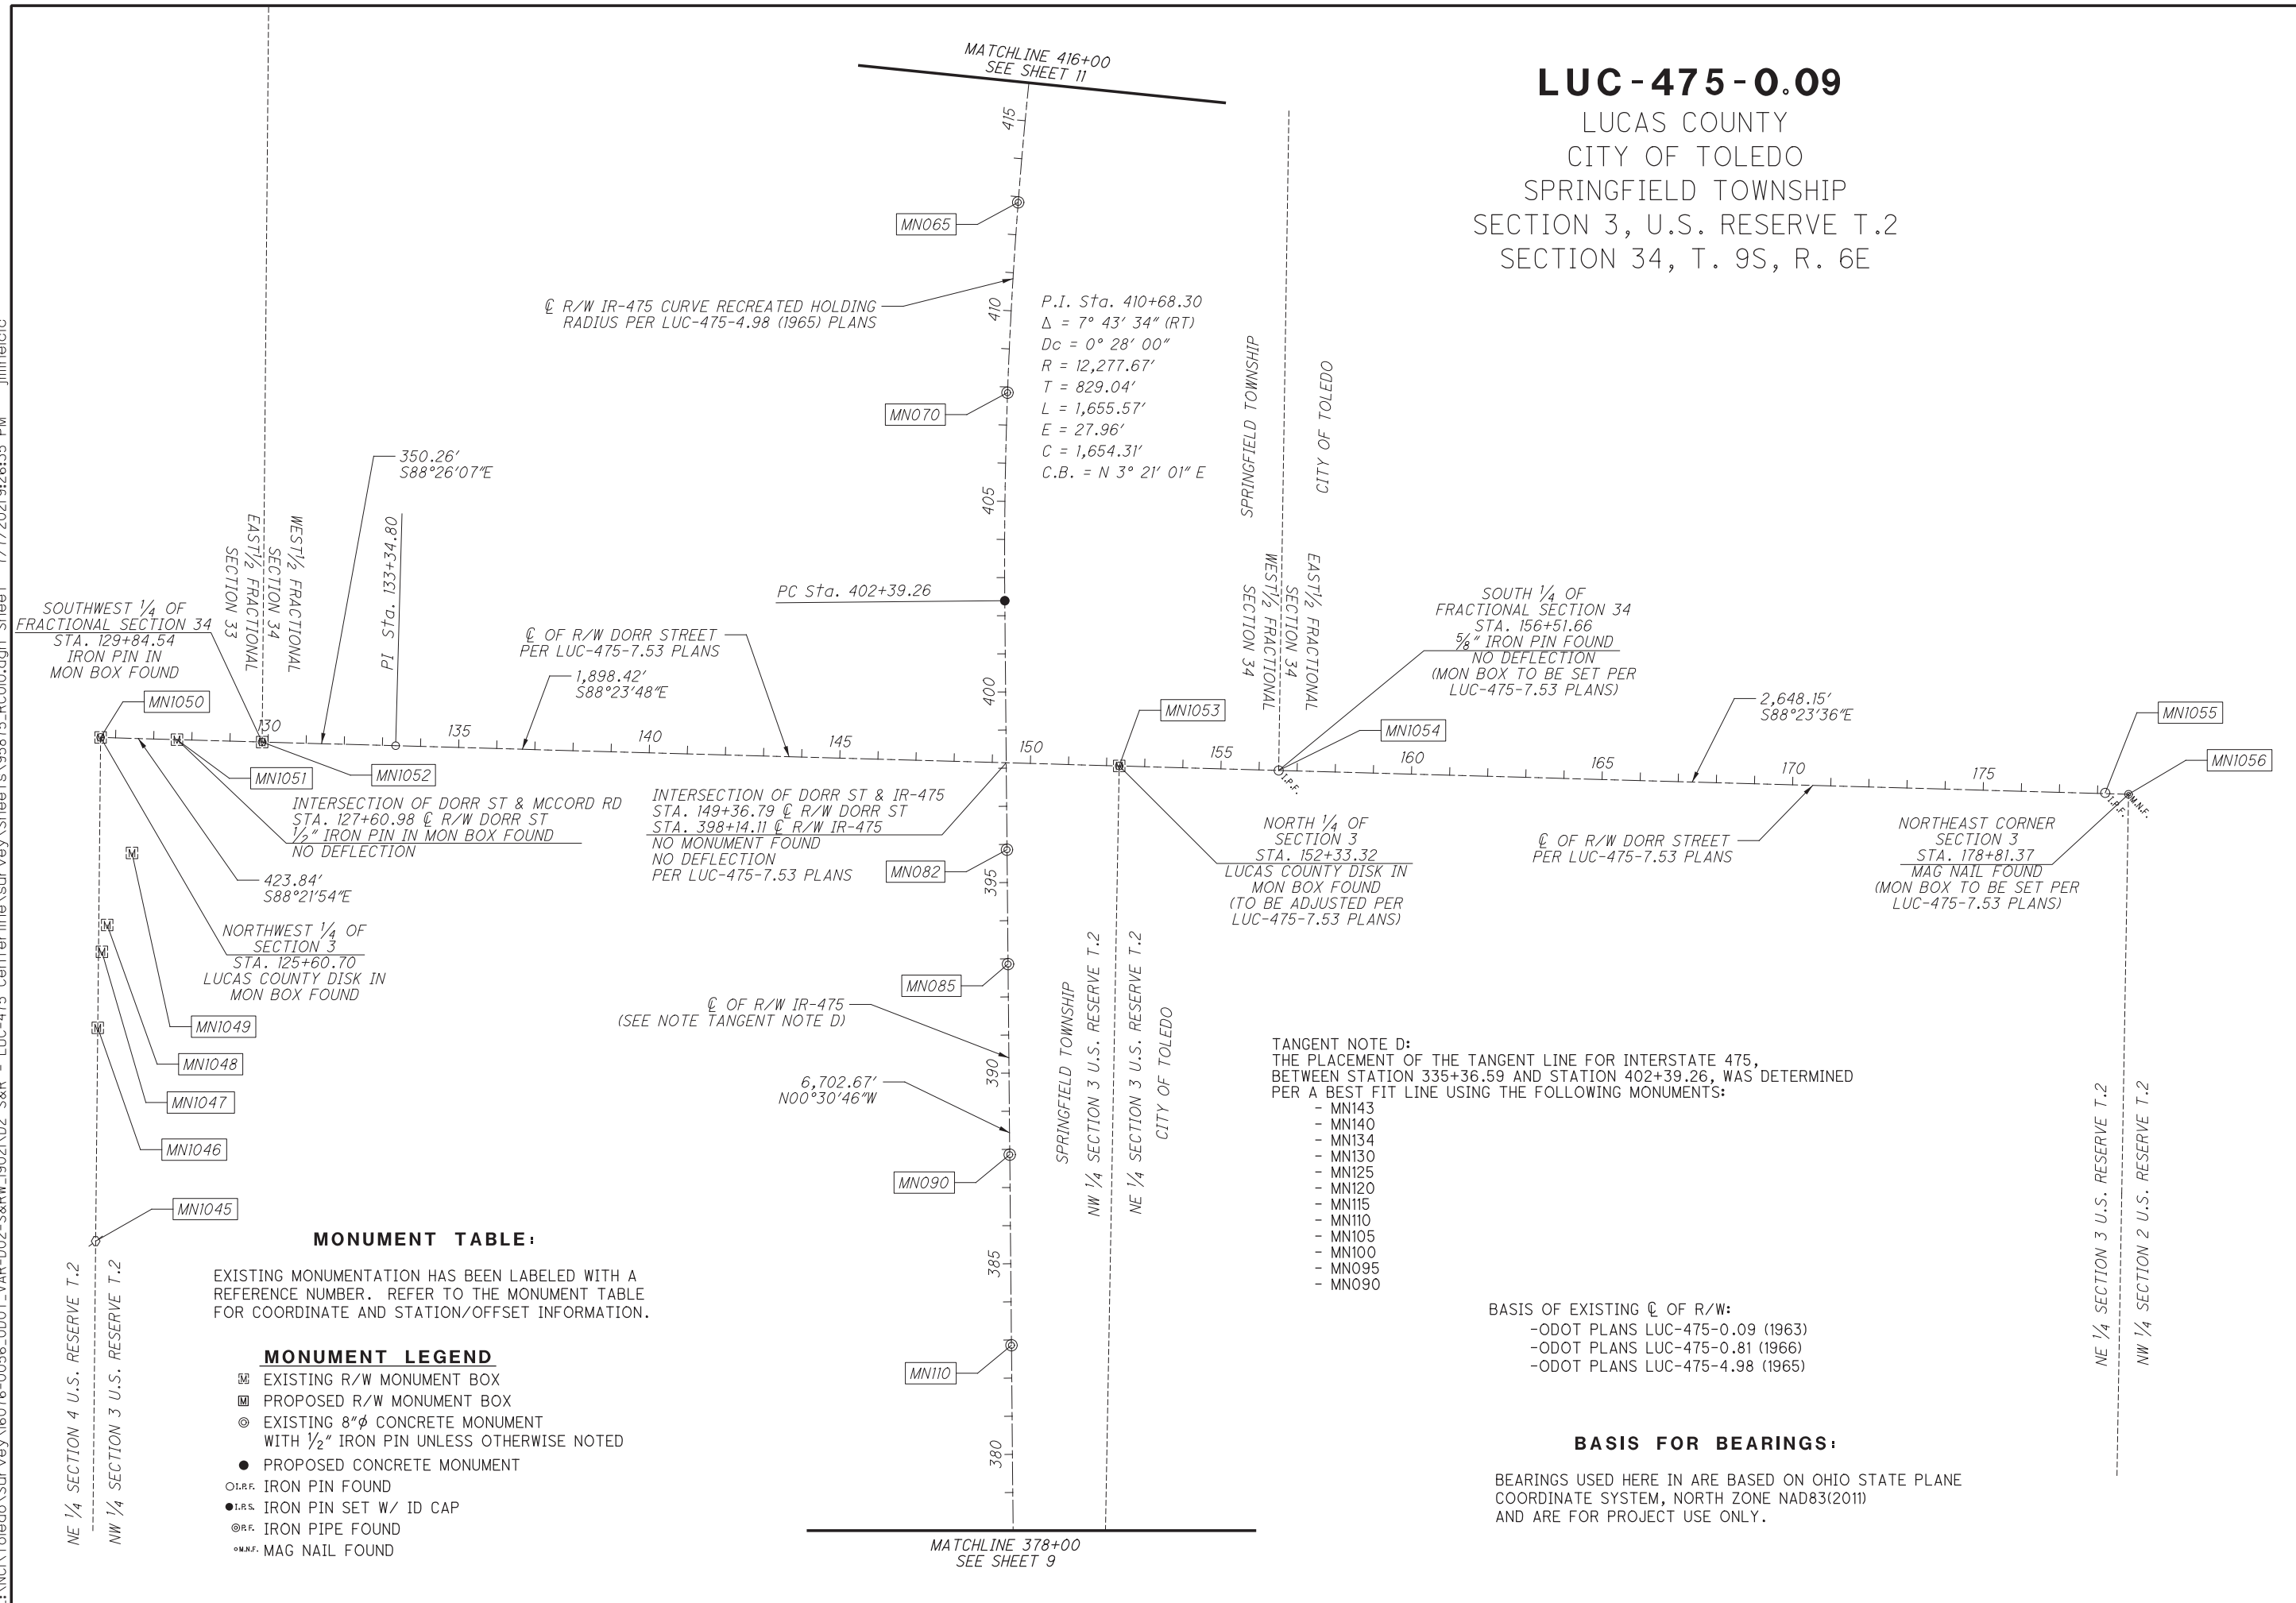 MATCHLINE 416+00
SEE SHEET 11
LUC-475-0.09
LUCAS COUNTY
CITY OF TOLEDO
SPRINGFIELD TOWNSHIP
SECTION 3, U.S. RESERVE T.2
SECTION 34, T. 9S, R. 6E
415
MN065
℄ R/W IR-475 CURVE RECREATED HOLDING
RADIUS PER LUC-475-4.98 (1965) PLANS
410
P.I. Sta. 410+68.30
Δ = 7° 43' 34" (RT)
Dc = 0° 28' 00"
R = 12,277.67'
T = 829.04'
L = 1,655.57'
E = 27.96'
C = 1,654.31'
C.B. = N 3° 21' 01" E
MN070
405
SPRINGFIELD TOWNSHIP
CITY OF TOLEDO
350.26'
S88°26'07"E
PI Sta. 133+34.80
EAST 1/2 FRACTIONAL
SECTION 33
WEST 1/2 FRACTIONAL
SECTION 34
PC Sta. 402+39.26
WEST 1/2 FRACTIONAL
SECTION 34
EAST 1/2 FRACTIONAL
SECTION 34
SOUTHWEST 1/4 OF
FRACTIONAL SECTION 34
STA. 129+84.54
IRON PIN IN
MON BOX FOUND
℄ OF R/W DORR STREET
PER LUC-475-7.53 PLANS
1,898.42'
S88°23'48"E
400
SOUTH 1/4 OF
FRACTIONAL SECTION 34
STA. 156+51.66
5/8" IRON PIN FOUND
NO DEFLECTION
(MON BOX TO BE SET PER
LUC-475-7.53 PLANS)
2,648.15'
S88°23'36"E
MN1050
MN1053
MN1054
MN1055
MN1056
130
135
140
145
150
155
160
165
170
175
I.P.F.
I.P.F.
M.N.F.
MN1051
MN1052
INTERSECTION OF DORR ST & MCCORD RD
STA. 127+60.98 ℄ R/W DORR ST
1/2" IRON PIN IN MON BOX FOUND
NO DEFLECTION
INTERSECTION OF DORR ST & IR-475
STA. 149+36.79 ℄ R/W DORR ST
STA. 398+14.11 ℄ R/W IR-475
NO MONUMENT FOUND
NO DEFLECTION
PER LUC-475-7.53 PLANS
MN082
395
NORTH 1/4 OF
SECTION 3
STA. 152+33.32
LUCAS COUNTY DISK IN
MON BOX FOUND
(TO BE ADJUSTED PER
LUC-475-7.53 PLANS)
℄ OF R/W DORR STREET
PER LUC-475-7.53 PLANS
NORTHEAST CORNER
SECTION 3
STA. 178+81.37
MAG NAIL FOUND
(MON BOX TO BE SET PER
LUC-475-7.53 PLANS)
423.84'
S88°21'54"E
NORTHWEST 1/4 OF
SECTION 3
STA. 125+60.70
LUCAS COUNTY DISK IN
MON BOX FOUND
MN1049
MN1048
MN1047
MN1046
MN1045
MN085
℄ OF R/W IR-475
(SEE NOTE TANGENT NOTE D)
390
6,702.67'
N00°30'46"W
MN090
385
MN110
380
SPRINGFIELD TOWNSHIP
NW 1/4 SECTION 3 U.S. RESERVE T.2
NE 1/4 SECTION 3 U.S. RESERVE T.2
CITY OF TOLEDO
TANGENT NOTE D:
THE PLACEMENT OF THE TANGENT LINE FOR INTERSTATE 475,
BETWEEN STATION 335+36.59 AND STATION 402+39.26, WAS DETERMINED
PER A BEST FIT LINE USING THE FOLLOWING MONUMENTS:
- MN143
- MN140
- MN134
- MN130
- MN125
- MN120
- MN115
- MN110
- MN105
- MN100
- MN095
- MN090
NE 1/4 SECTION 3 U.S. RESERVE T.2
NW 1/4 SECTION 2 U.S. RESERVE T.2
NE 1/4 SECTION 4 U.S. RESERVE T.2
NW 1/4 SECTION 3 U.S. RESERVE T.2
MONUMENT TABLE:
EXISTING MONUMENTATION HAS BEEN LABELED WITH A
REFERENCE NUMBER. REFER TO THE MONUMENT TABLE
FOR COORDINATE AND STATION/OFFSET INFORMATION.
MONUMENT LEGEND
M EXISTING R/W MONUMENT BOX
M PROPOSED R/W MONUMENT BOX
EXISTING 8"Ø CONCRETE MONUMENT
WITH 1/2" IRON PIN UNLESS OTHERWISE NOTED
PROPOSED CONCRETE MONUMENT
I.P.F. IRON PIN FOUND
I.P.S. IRON PIN SET W/ ID CAP
P.F. IRON PIPE FOUND
M.N.F. MAG NAIL FOUND
BASIS OF EXISTING ℄ OF R/W:
-ODOT PLANS LUC-475-0.09 (1963)
-ODOT PLANS LUC-475-0.81 (1966)
-ODOT PLANS LUC-475-4.98 (1965)
BASIS FOR BEARINGS:
BEARINGS USED HERE IN ARE BASED ON OHIO STATE PLANE
COORDINATE SYSTEM, NORTH ZONE NAD83(2011)
AND ARE FOR PROJECT USE ONLY.
MATCHLINE 378+00
SEE SHEET 9